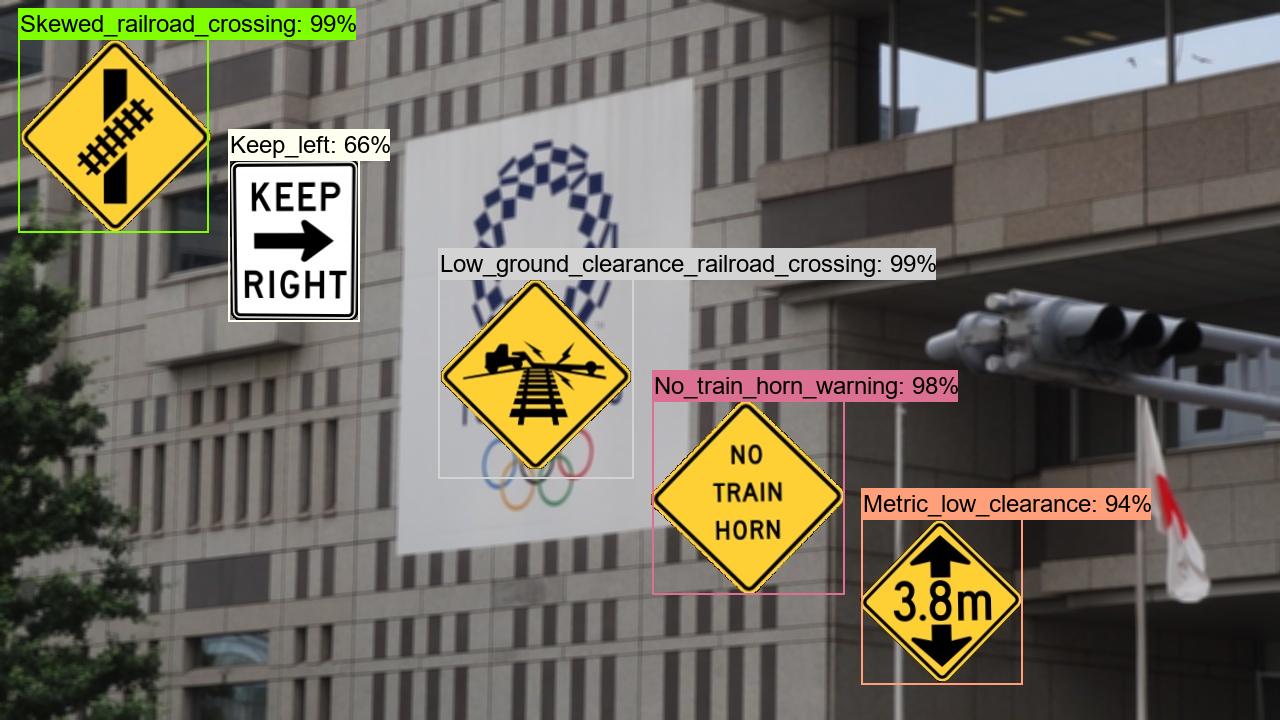 Skewed_railroad_crossing: 99%
Keep_left: 66%
KEEP
RIGHT
Low_ground_clearance_railroad_crossing: 99%
No_train_horn_warning: 98%
NO
TRAIN
HORN
Metric_low_clearance: 94%
3.8m